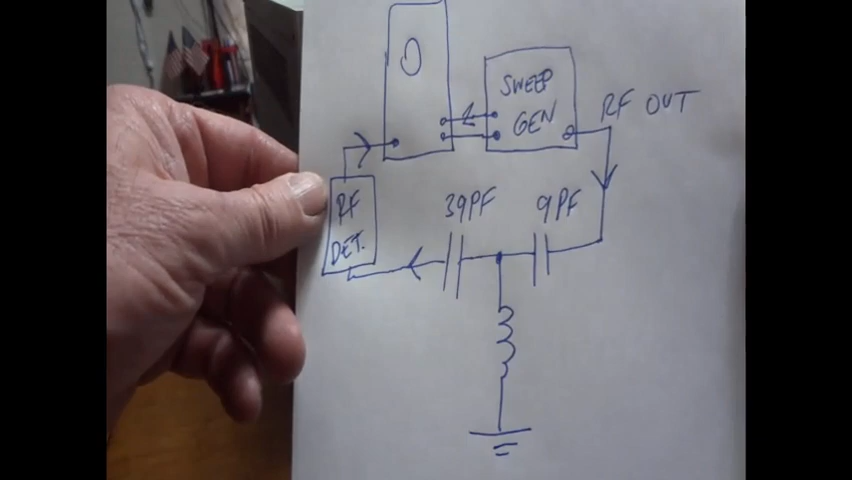 SWEEP
GEN
RF OUT
RF
DET.
39PF
9PF